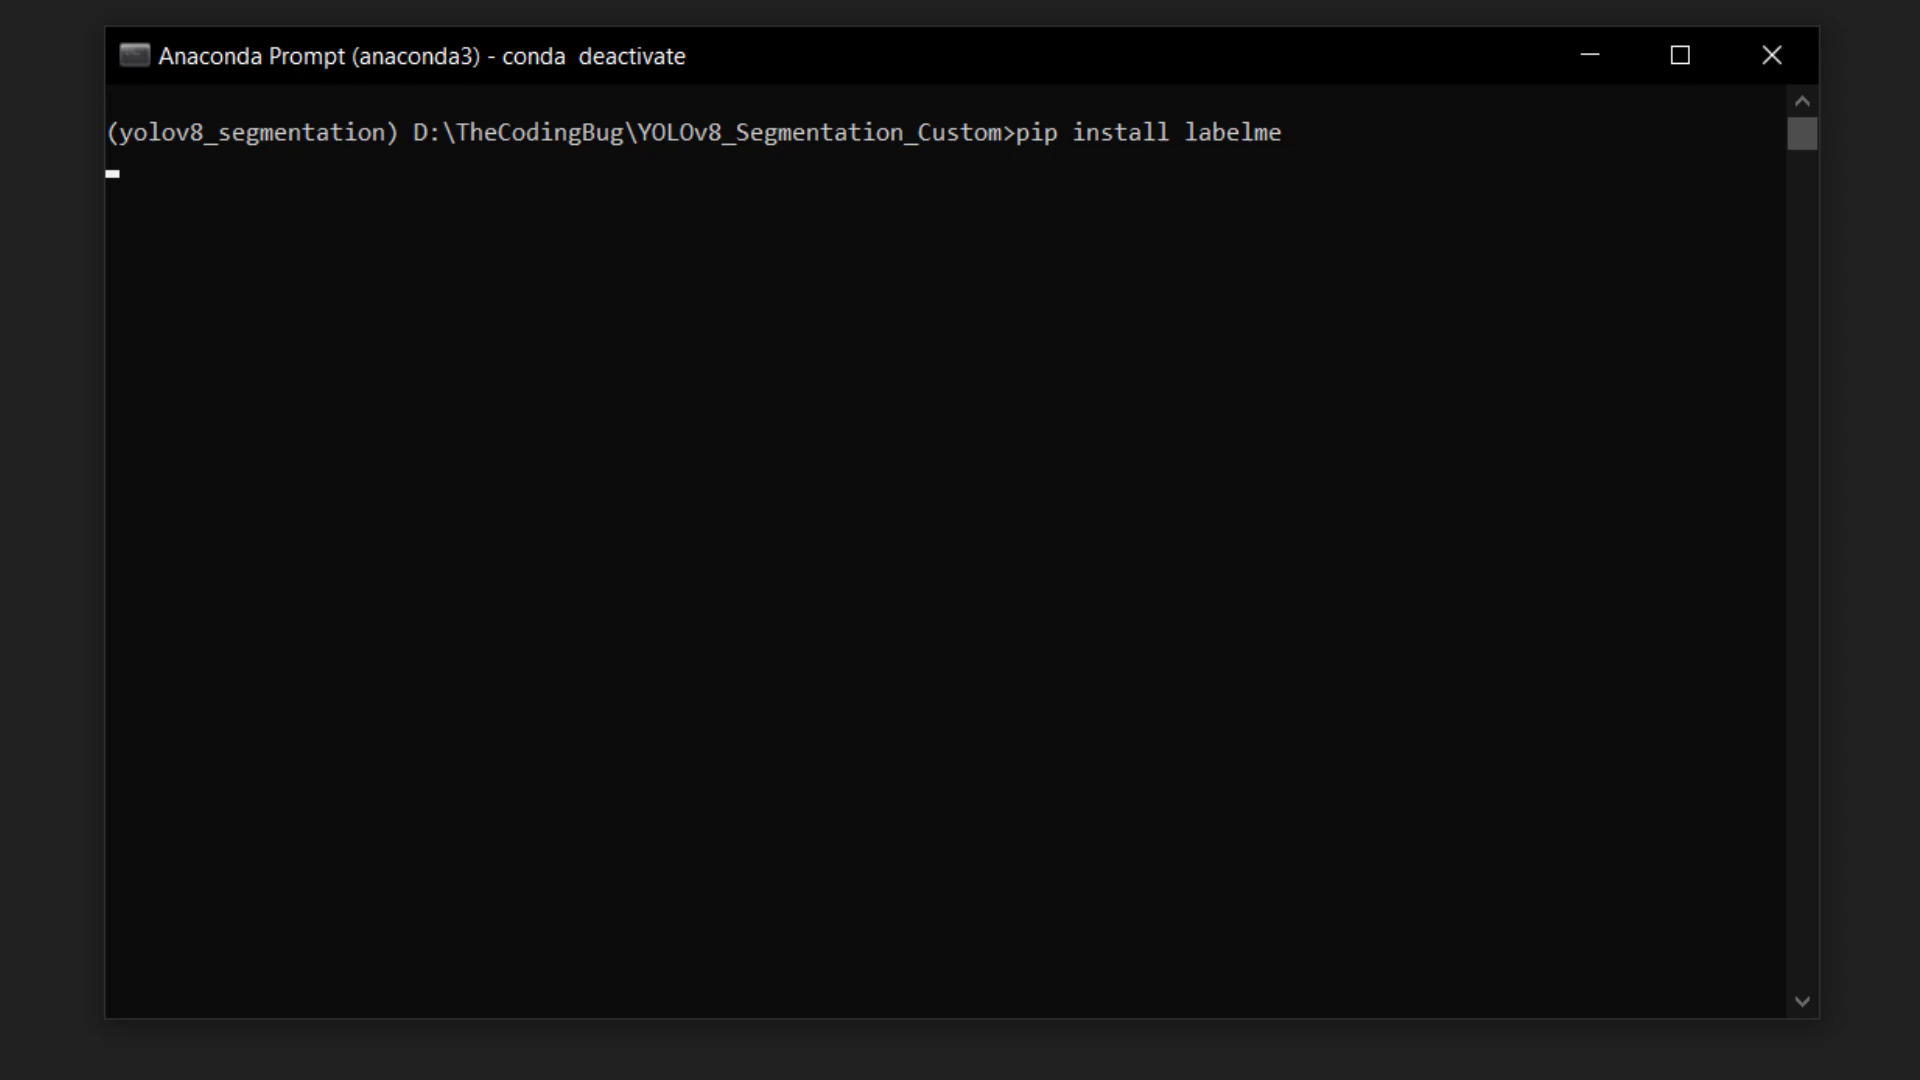 Anaconda Prompt (anaconda3) - conda  deactivate
(yolov8_segmentation) D:\TheCodingBug\YOLOv8_Segmentation_Custom>pip install labelme